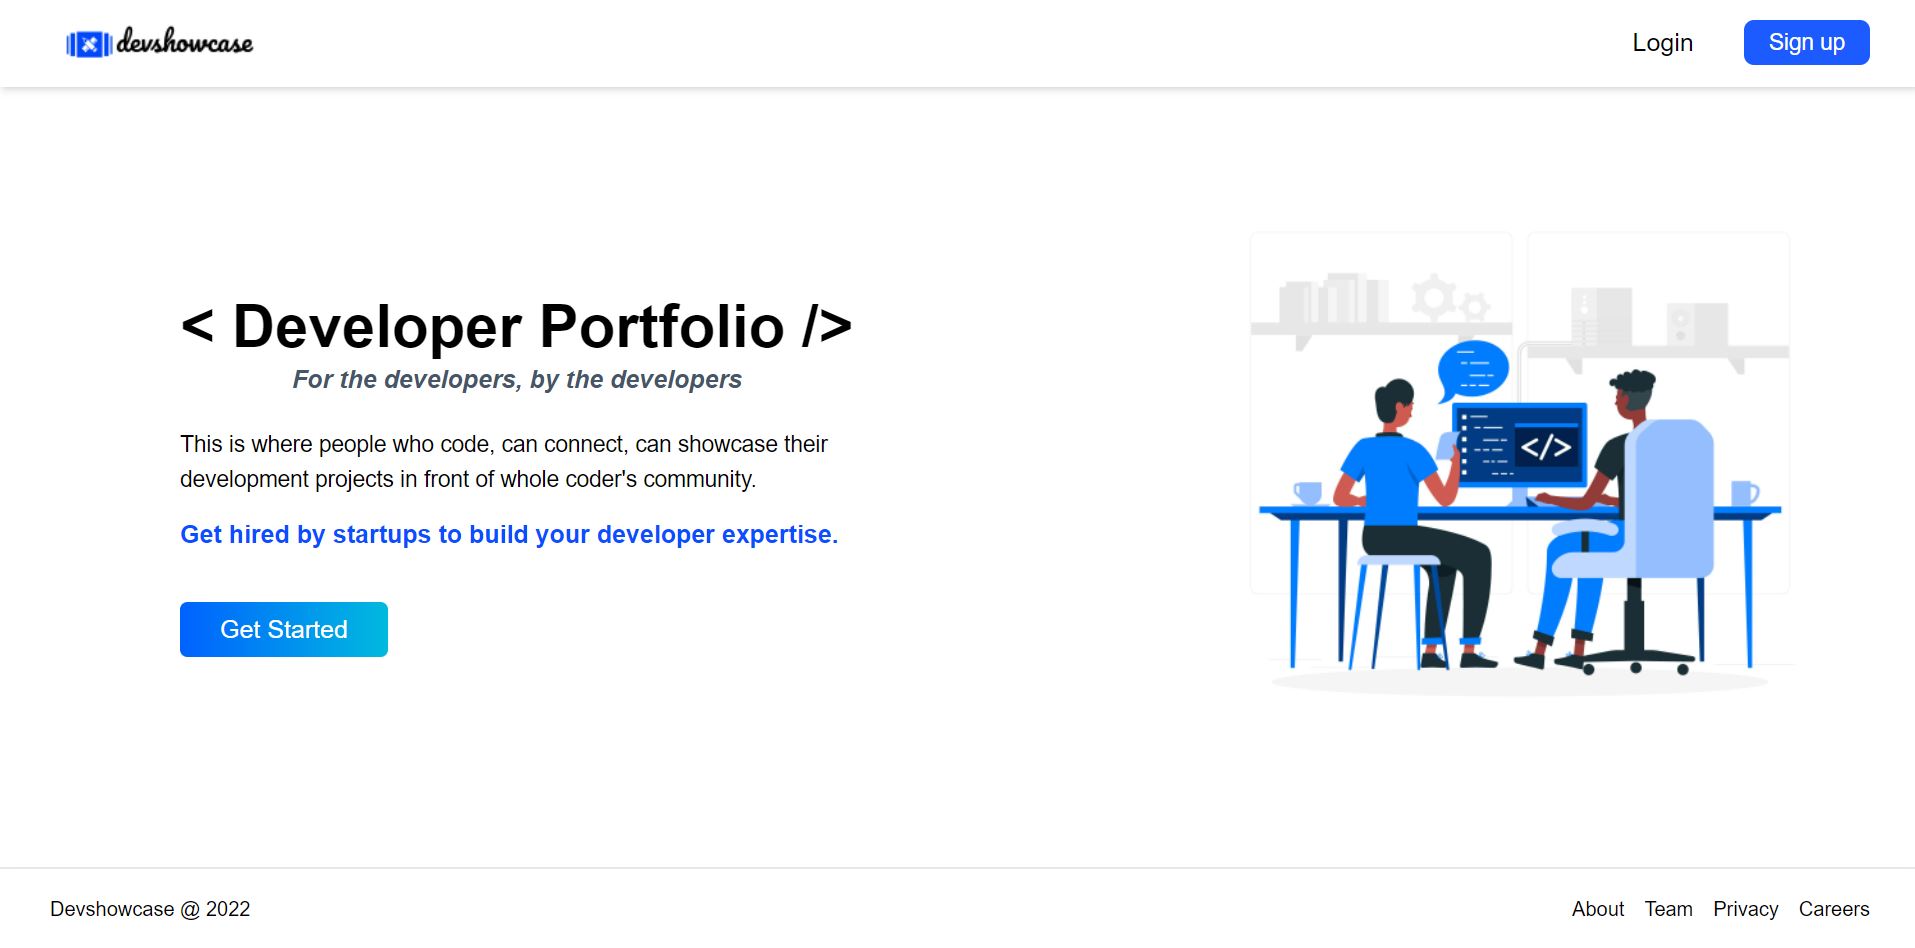 devshowcase
Login
Sign up
< Developer Portfolio />
For the developers, by the developers
This is where people who code, can connect, can showcase their
development projects in front of whole coder's community.
Get hired by startups to build your developer expertise.
Get Started
</>
Devshowcase @ 2022
About
Team
Privacy
Careers